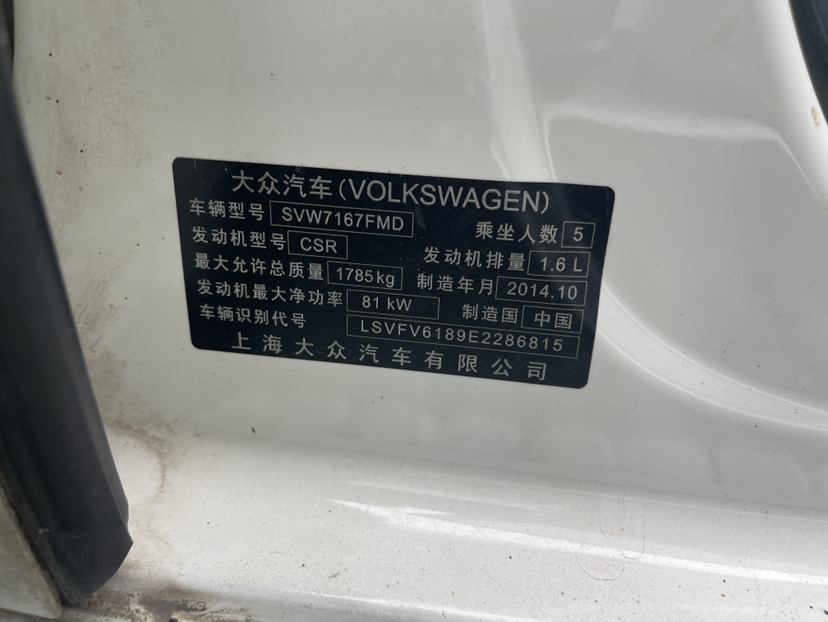 大众汽车(VOLKSWAGEN)
车辆型号 SVW7167FMD 乘坐人数 5
发动机型号 CSR 发动机排量 1.6 L
最大允许总质量 1785kg 制造年月 2014.10
发动机最大净功率 81 kW 制造国 中国
车辆识别代号 LSVFV6189E2286815
上海大众汽车有限公司